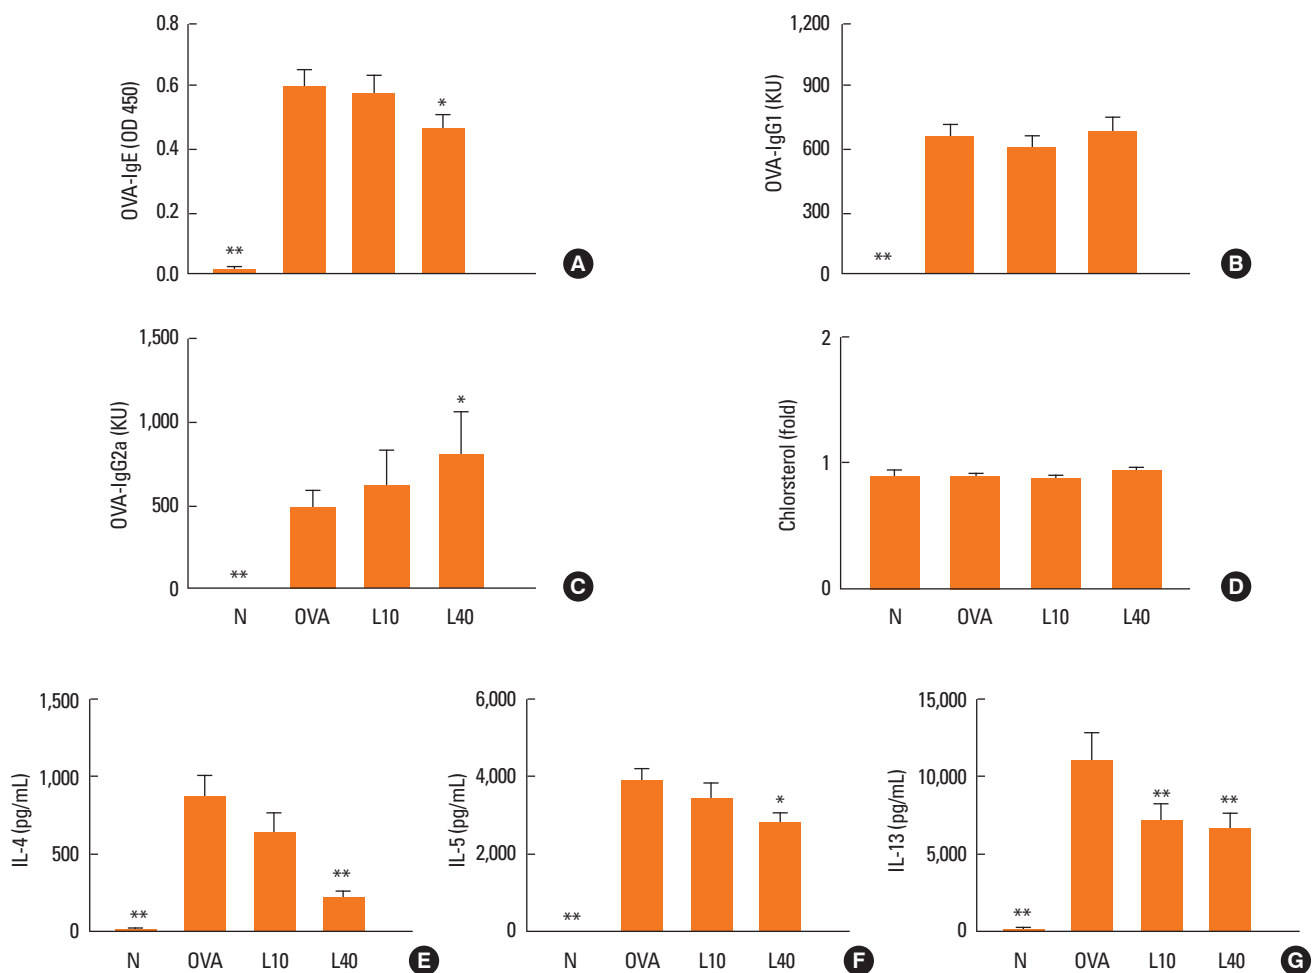 0.8
0.6
0.4
0.2
0.0
OVA-IgE (OD 450)
**
*
A
1,200
900
600
300
0
OVA-IgG1 (KU)
**
B
1,500
1,000
500
0
OVA-IgG2a (KU)
**
*
N OVA L10 L40
C
2
1
0
Chlorsterol (fold)
N OVA L10 L40
D
1,500
1,000
500
0
IL-4 (pg/mL)
**
**
N OVA L10 L40
E
6,000
4,000
2,000
0
IL-5 (pg/mL)
**
*
N OVA L10 L40
F
15,000
10,000
5,000
0
IL-13 (pg/mL)
**
**
**
N OVA L10 L40
G